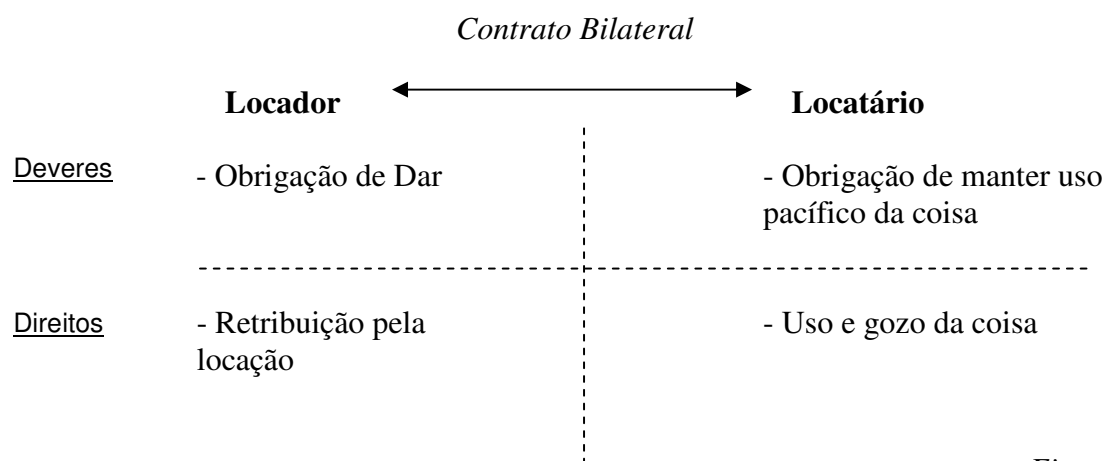 Contrato Bilateral
Locador Locatário
Deveres - Obrigação de Dar - Obrigação de manter uso
pacífico da coisa
Direitos - Retribuição pela - Uso e gozo da coisa
locação